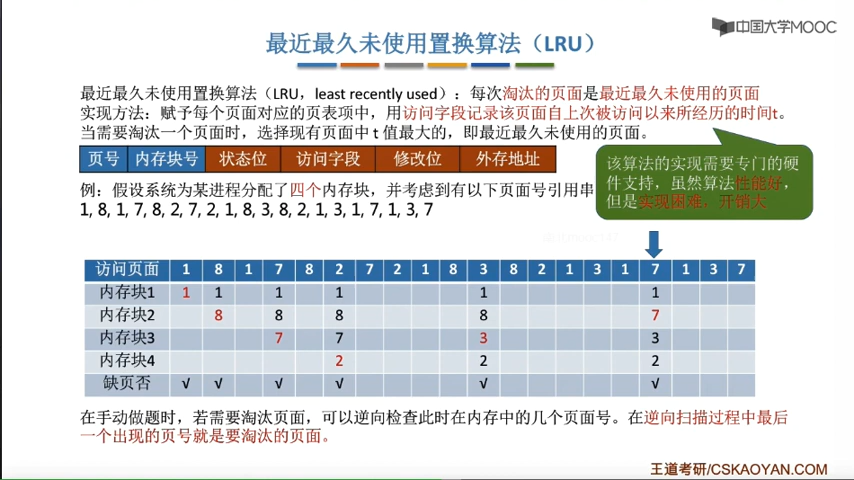 最近最久未使用置换算法（LRU）
中国大学MOOC
最近最久未使用置换算法（LRU，least recently used）：每次淘汰的页面是最近最久未使用的页面
实现方法：赋予每个页面对应的页表项中，用访问字段记录该页面自上次被访问以来所经历的时间t。
当需要淘汰一个页面时，选择现有页面中 t 值最大的，即最近最久未使用的页面。
页号 内存块号 状态位 访问字段 修改位 外存地址
该算法的实现需要专门的硬
件支持，虽然算法性能好，
但是实现困难，开销大
例：假设系统为某进程分配了四个内存块，并考虑到有以下页面号引用串
1, 8, 1, 7, 8, 2, 7, 2, 1, 8, 3, 8, 2, 1, 3, 1, 7, 1, 3, 7
访问页面 1 8 1 7 8 2 7 2 1 8 3 8 2 1 3 1 7 1 3 7
内存块1 1 1 1 1 1 1
内存块2 8 8 8 8 7
内存块3 7 7 3 3
内存块4 2 2 2
缺页否 √ √ √ √ √ √
在手动做题时，若需要淘汰页面，可以逆向检查此时在内存中的几个页面号。在逆向扫描过程中最后
一个出现的页号就是要淘汰的页面。
王道考研/CSKAOYAN.COM